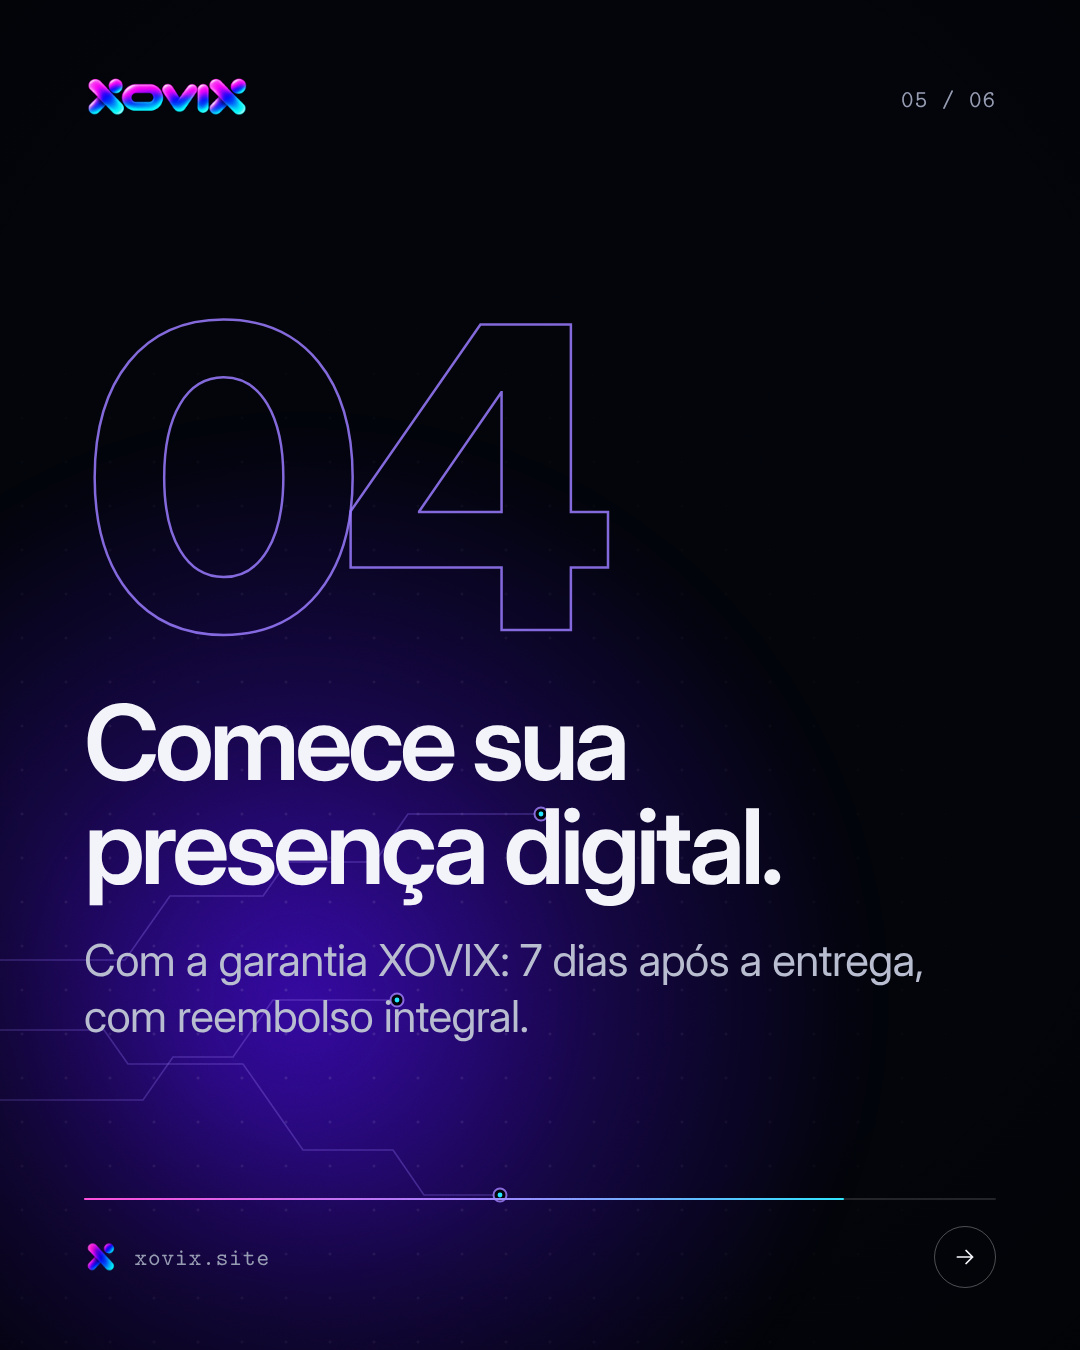 XOVIX
05 / 06
04
Comece sua
presença digital.
Com a garantia XOVIX: 7 dias após a entrega,
com reembolso integral.
xovix.site